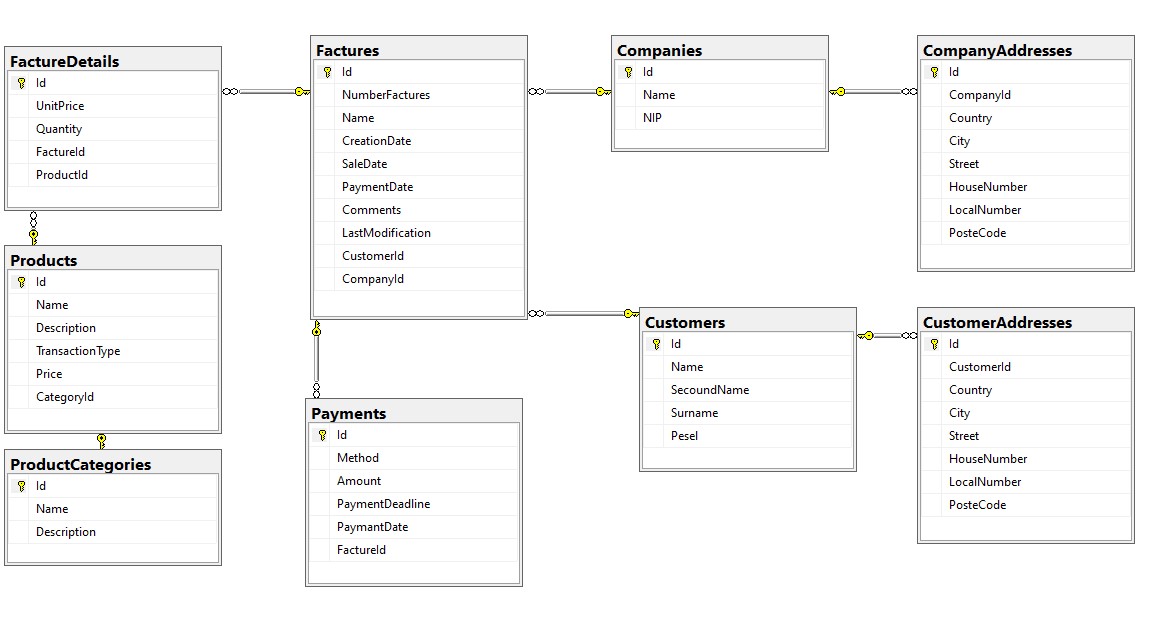 FactureDetails
Id
UnitPrice
Quantity
FactureId
ProductId
Products
Id
Name
Description
TransactionType
Price
CategoryId
ProductCategories
Id
Name
Description
Factures
Id
NumberFactures
Name
CreationDate
SaleDate
PaymentDate
Comments
LastModification
CustomerId
CompanyId
Payments
Id
Method
Amount
PaymentDeadline
PaymantDate
FactureId
Companies
Id
Name
NIP
Customers
Id
Name
SecoundName
Surname
Pesel
CompanyAddresses
Id
CompanyId
Country
City
Street
HouseNumber
LocalNumber
PosteCode
CustomerAddresses
Id
CustomerId
Country
City
Street
HouseNumber
LocalNumber
PosteCode